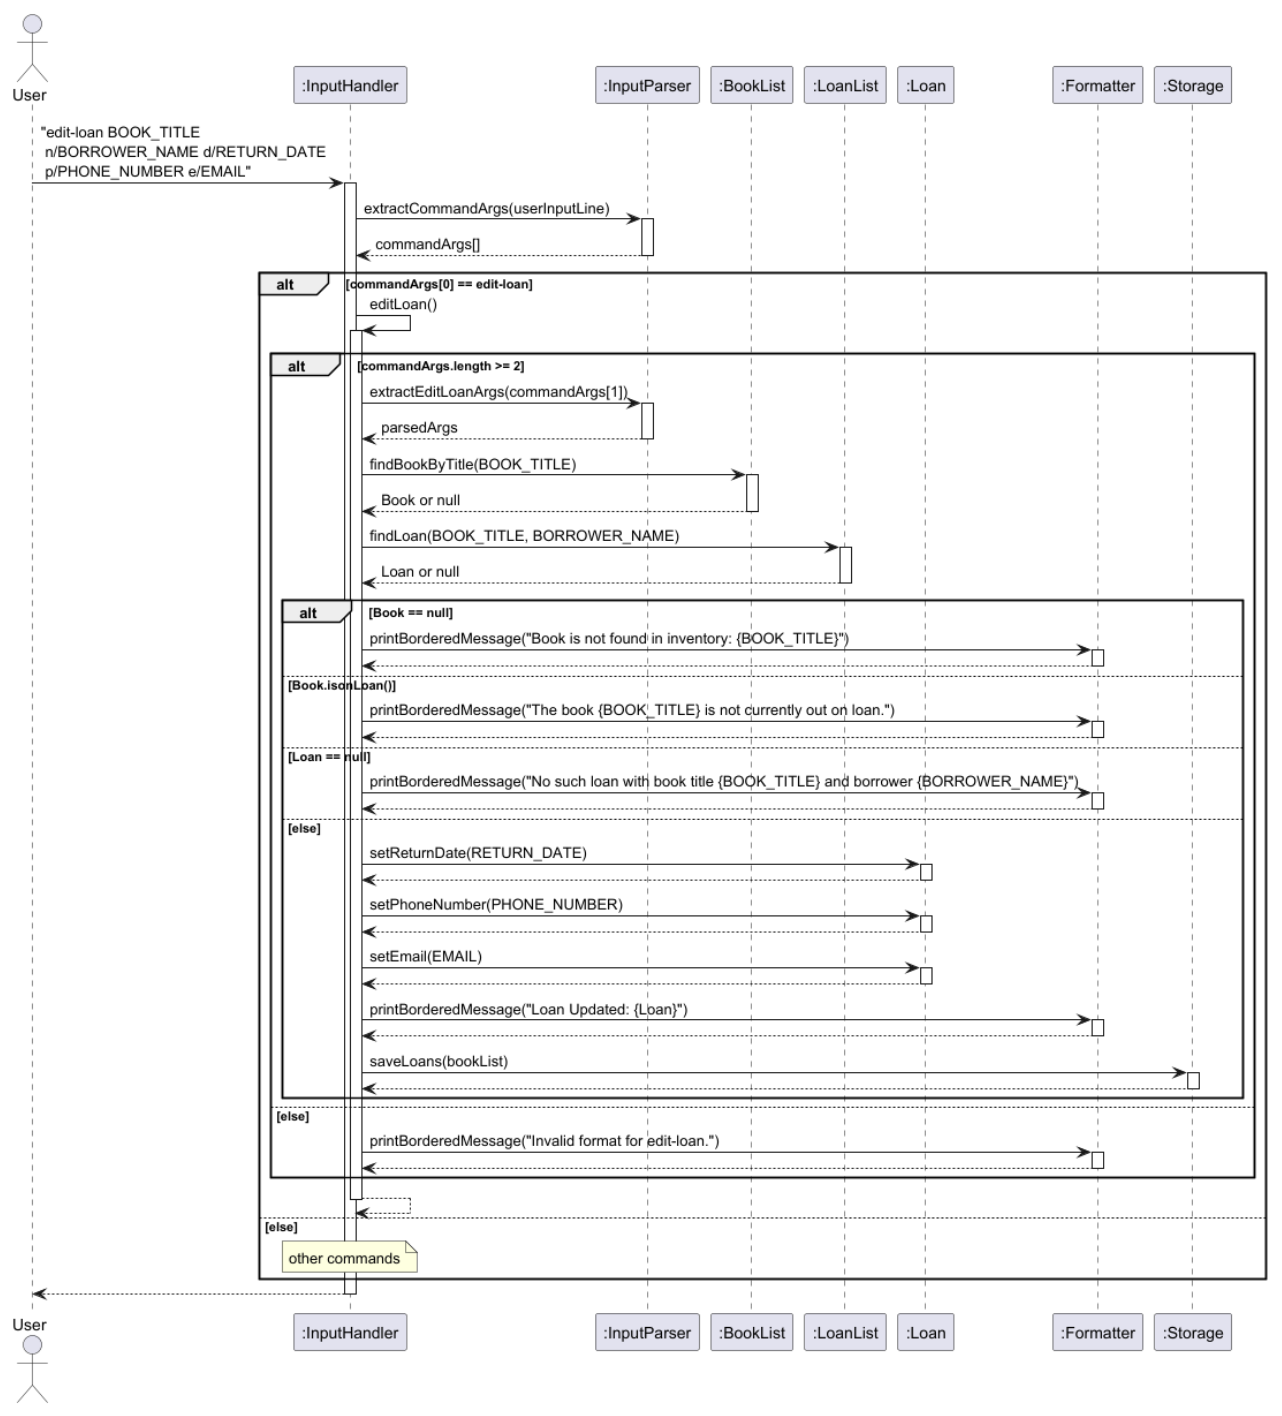 User
:InputHandler
:InputParser
:BookList
:LoanList
:Loan
:Formatter
:Storage
"edit-loan BOOK_TITLE
n/BORROWER_NAME d/RETURN_DATE
p/PHONE_NUMBER e/EMAIL"
extractCommandArgs(userInputLine)
commandArgs[]
alt [commandArgs[0] == edit-loan]
editLoan()
alt [commandArgs.length >= 2]
extractEditLoanArgs(commandArgs[1])
parsedArgs
findBookByTitle(BOOK_TITLE)
Book or null
findLoan(BOOK_TITLE, BORROWER_NAME)
Loan or null
alt [Book == null]
printBorderedMessage("Book is not found in inventory: {BOOK_TITLE}")
[Book.isonLoan()]
printBorderedMessage("The book {BOOK_TITLE} is not currently out on loan.")
[Loan == null]
printBorderedMessage("No such loan with book title {BOOK_TITLE} and borrower {BORROWER_NAME}")
[else]
setReturnDate(RETURN_DATE)
setPhoneNumber(PHONE_NUMBER)
setEmail(EMAIL)
printBorderedMessage("Loan Updated: {Loan}")
saveLoans(bookList)
[else]
printBorderedMessage("Invalid format for edit-loan.")
[else]
other commands
User
:InputHandler
:InputParser
:BookList
:LoanList
:Loan
:Formatter
:Storage